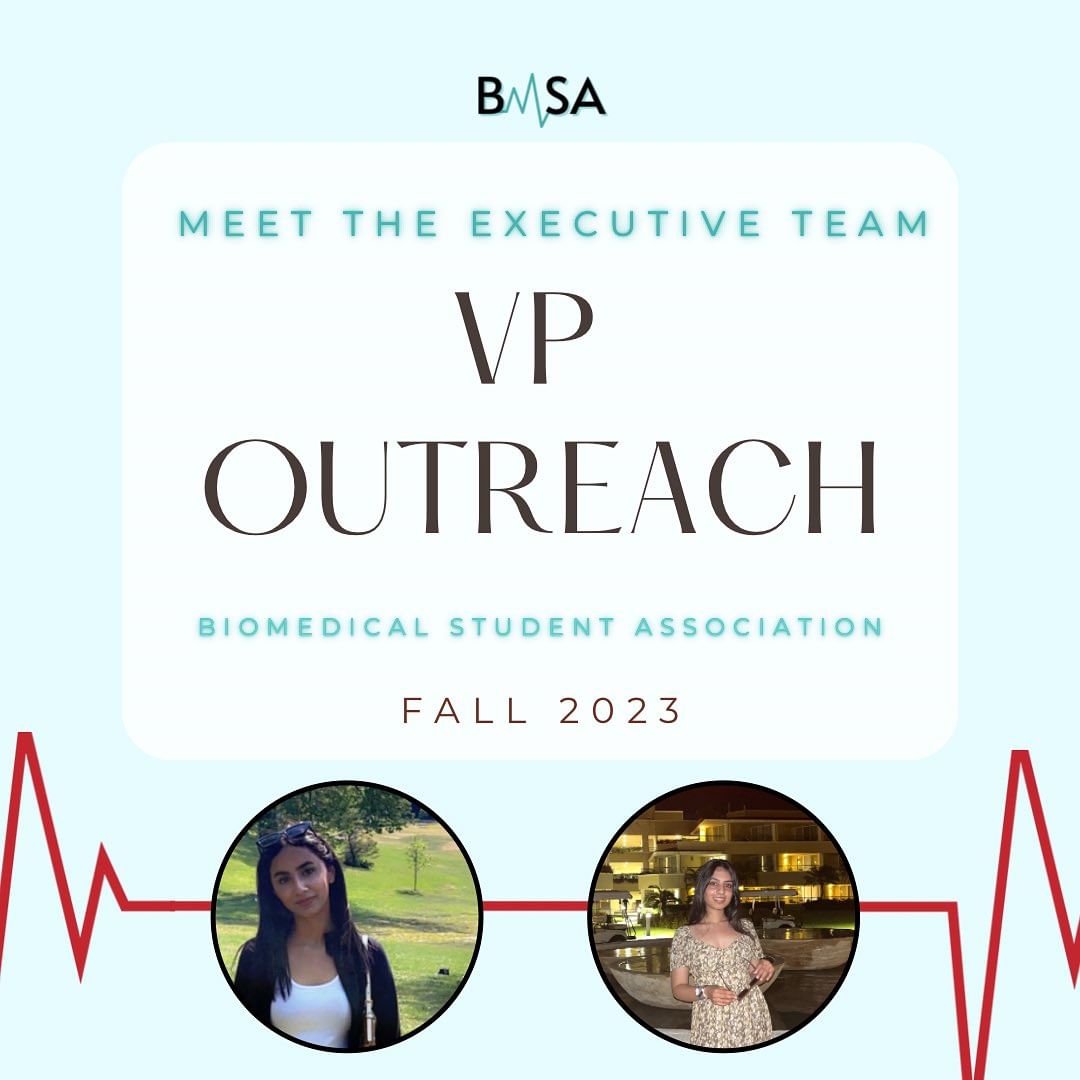 BMSA
MEET THE EXECUTIVE TEAM
VP
OUTREACH
BIOMEDICAL STUDENT ASSOCIATION
FALL 2023